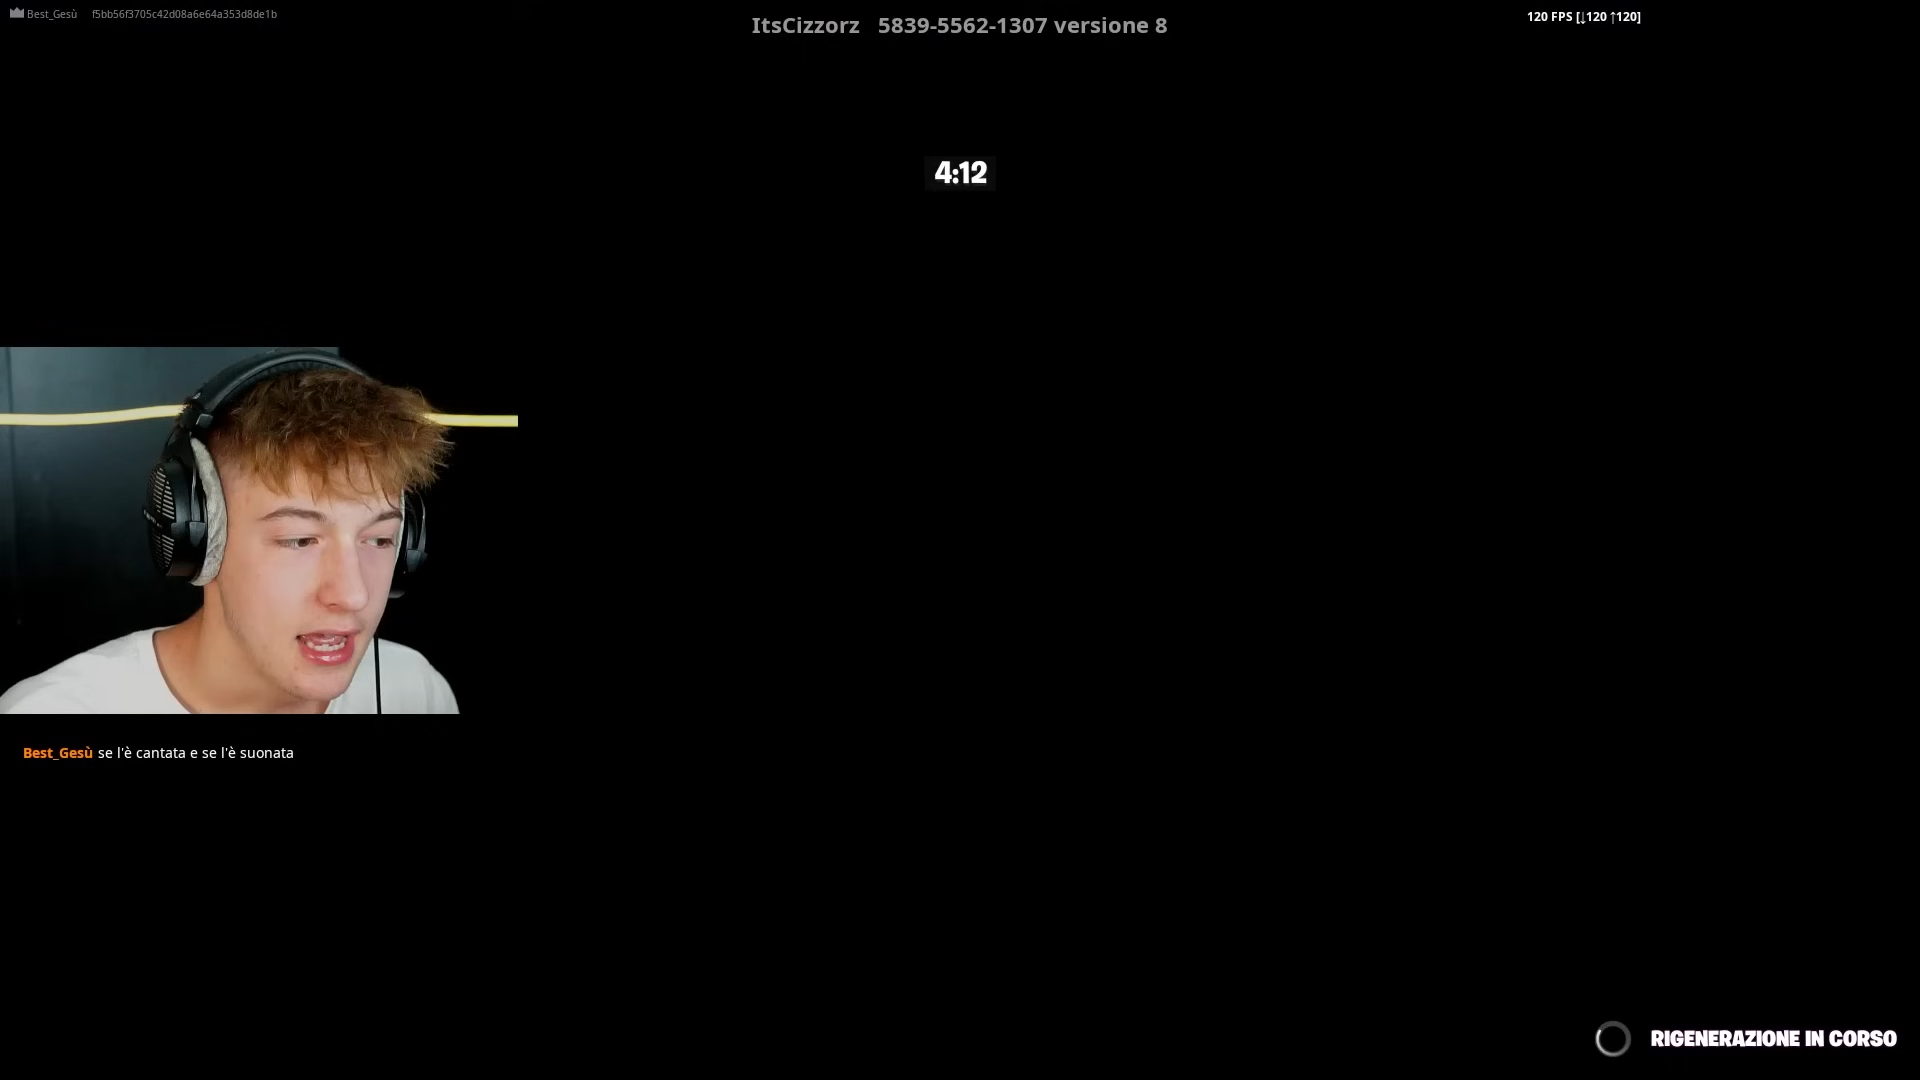 Best_Gesù f5bb56f3705c42d08a6e64a353d8de1b
ItsCizzorz 5839-5562-1307 versione 8
120 FPS [↓120 ↑120]
4:12
Best_Gesù se l'è cantata e se l'è suonata
RIGENERAZIONE IN CORSO